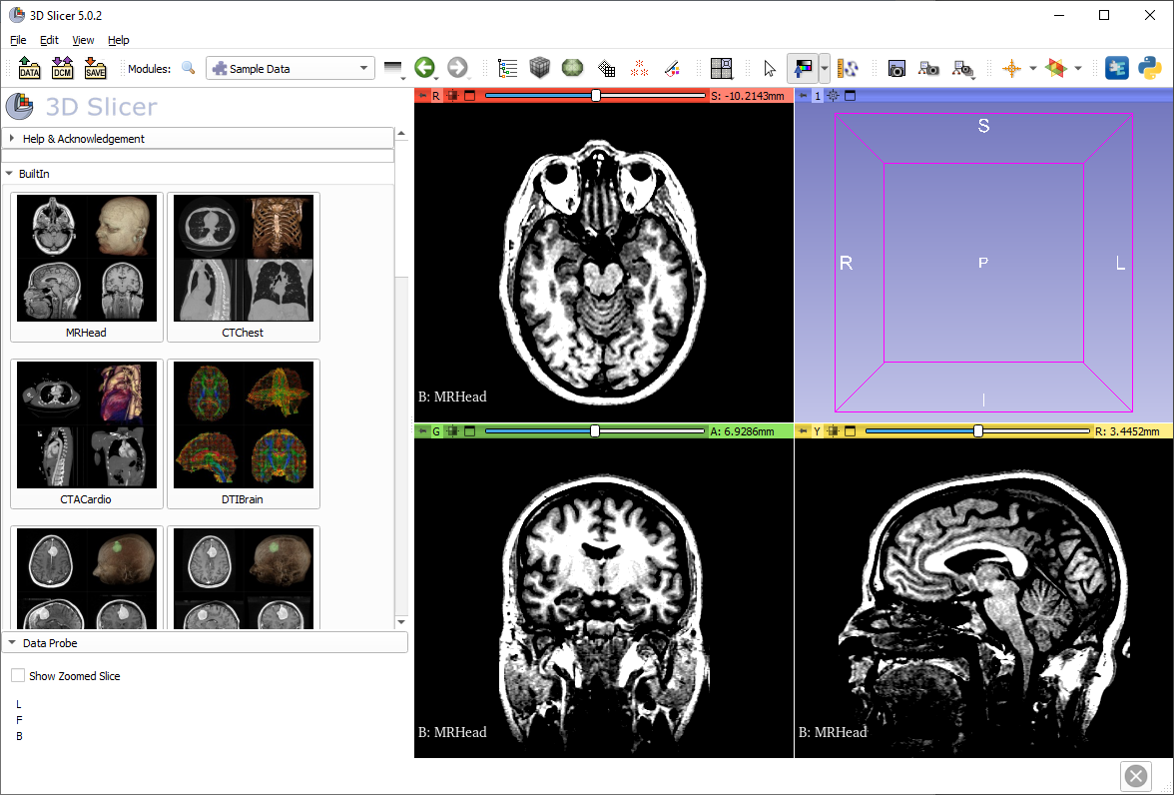 3D Slicer 5.0.2
File Edit View Help
DATA DCM SAVE Modules: Sample Data
3D Slicer
Help & Acknowledgement
BuiltIn
MRHead CTChest
CTACardio DTIBrain
Data Probe
Show Zoomed Slice
L
F
B
R S: -10.2143mm
B: MRHead
1
S
R P L
I
G A: 6.9286mm
B: MRHead
Y R: 3.4452mm
B: MRHead